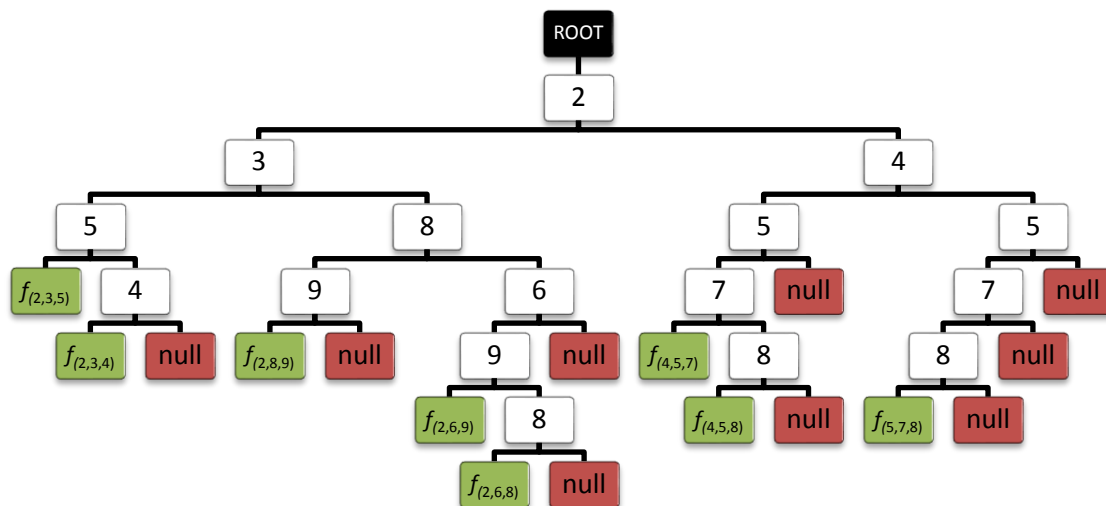 ROOT
2
3 4
5 8 5 5
f(2,3,5) 4 9 6 7 null 7 null
f(2,3,4) null f(2,8,9) null 9 null f(4,5,7) 8 8 null
f(2,6,9) 8 f(4,5,8) null f(5,7,8) null
f(2,6,8) null